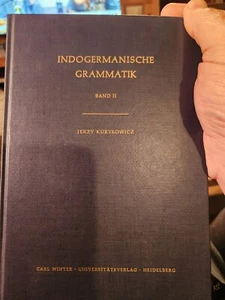 INDOGERMANISCHE
GRAMMATIK
BAND II
JERZY KURYŁOWICZ
CARL WINTER · UNIVERSITÄTSVERLAG · HEIDELBERG